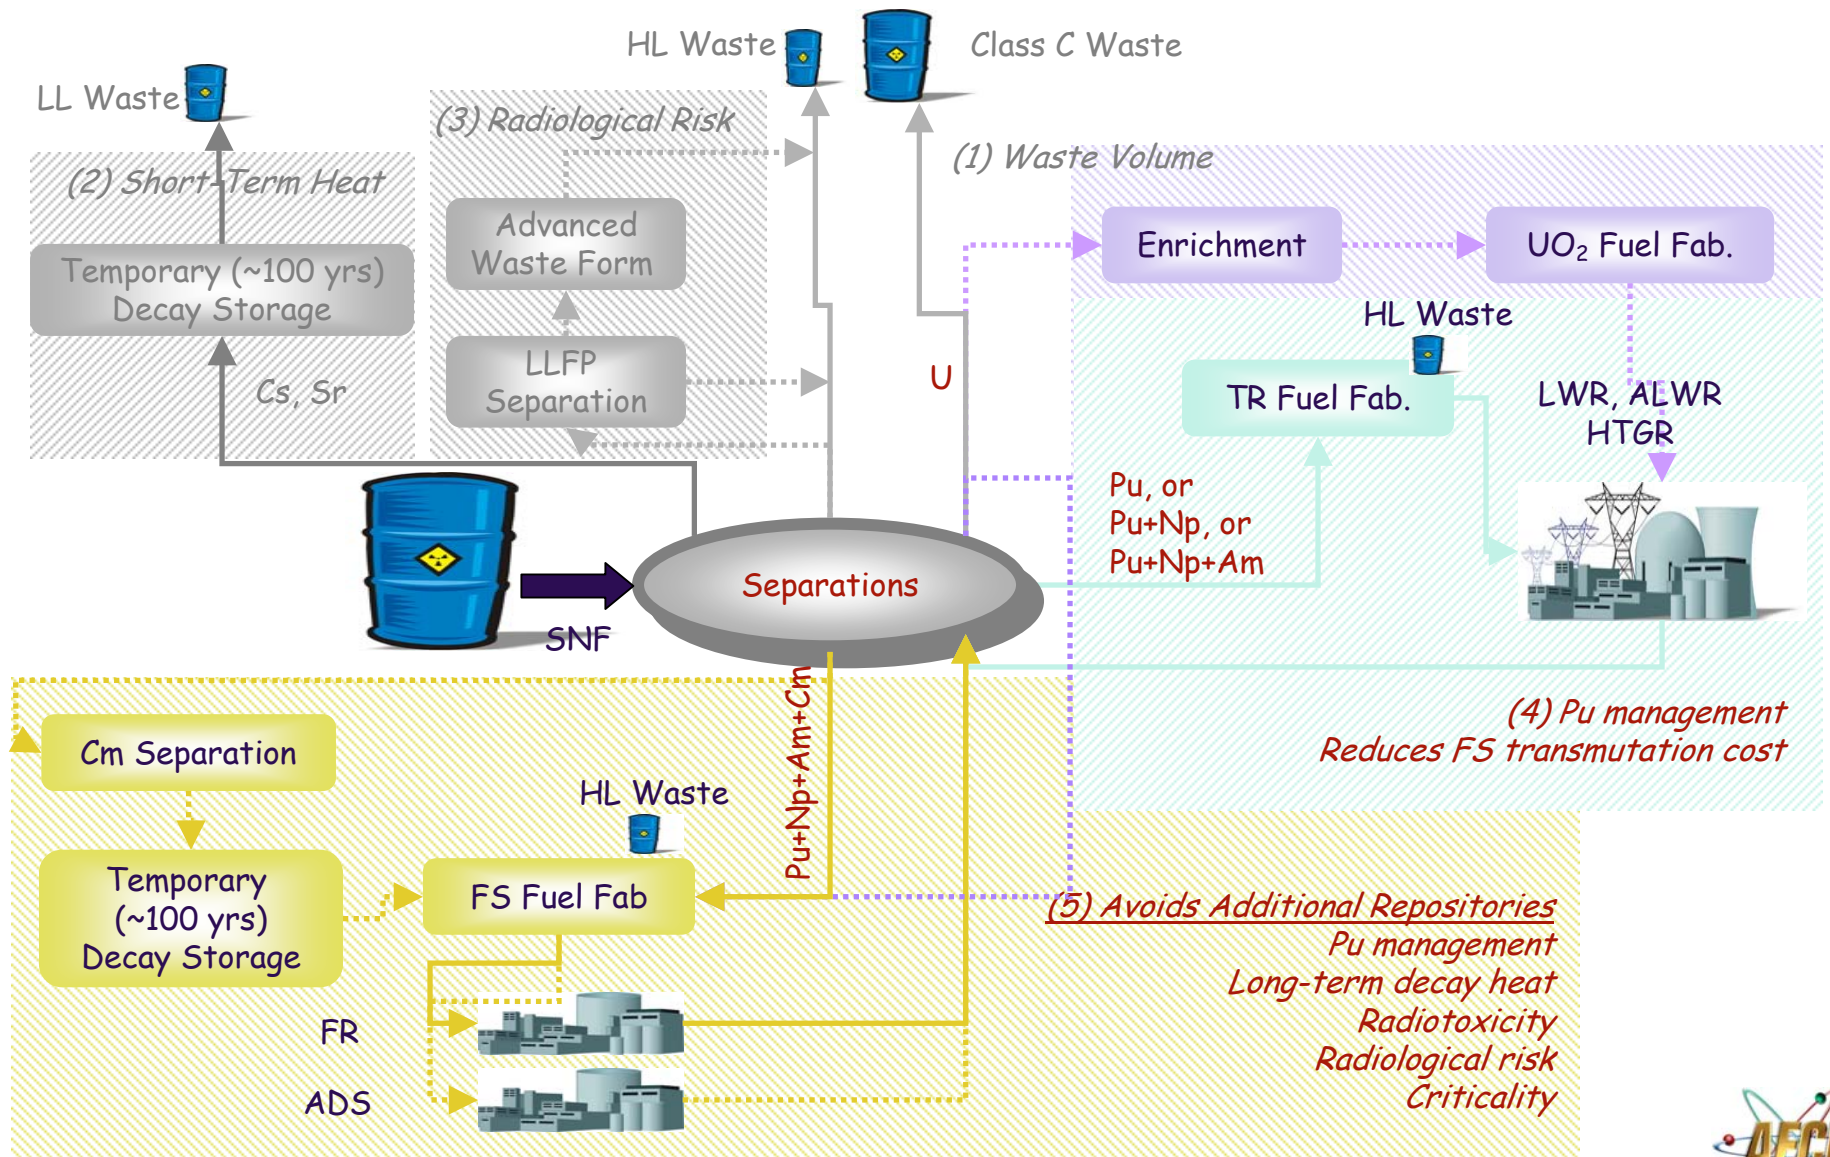 HL Waste
Class C Waste
LL Waste
(3) Radiological Risk
(1) Waste Volume
(2) Short-Term Heat
Advanced
Waste Form
Enrichment
UO₂ Fuel Fab.
Temporary (~100 yrs)
Decay Storage
HL Waste
LLFP
Separation
Cs, Sr
U
TR Fuel Fab.
LWR, ALWR
HTGR
Pu, or
Pu+Np, or
Pu+Np+Am
Separations
SNF
Pu+Np+Am+Cm
(4) Pu management
Reduces FS transmutation cost
Cm Separation
HL Waste
Temporary
(~100 yrs)
Decay Storage
FS Fuel Fab
(5) Avoids Additional Repositories
Pu management
Long-term decay heat
Radiotoxicity
Radiological risk
Criticality
FR
ADS